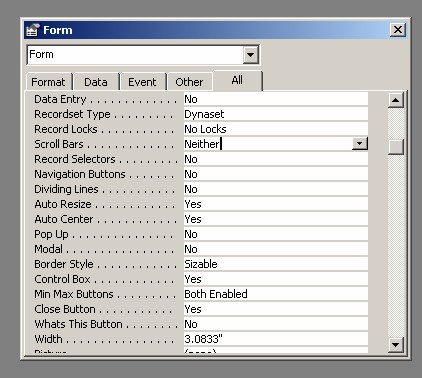 Form
Form
Format Data Event Other All
Data Entry . . . . . . . . . . . . . . No
Recordset Type . . . . . . . . . . Dynaset
Record Locks . . . . . . . . . . . . No Locks
Scroll Bars . . . . . . . . . . . . . . Neither
Record Selectors . . . . . . . . . No
Navigation Buttons . . . . . . . No
Dividing Lines . . . . . . . . . . . . No
Auto Resize . . . . . . . . . . . . . Yes
Auto Center . . . . . . . . . . . . . Yes
Pop Up . . . . . . . . . . . . . . . . . No
Modal . . . . . . . . . . . . . . . . . . No
Border Style . . . . . . . . . . . . . Sizable
Control Box . . . . . . . . . . . . . Yes
Min Max Buttons . . . . . . . . . Both Enabled
Close Button . . . . . . . . . . . . Yes
Whats This Button . . . . . . . . No
Width . . . . . . . . . . . . . . . . . . 3.0833"
Picture . . . . . . . . . . . . . . . . . (none)